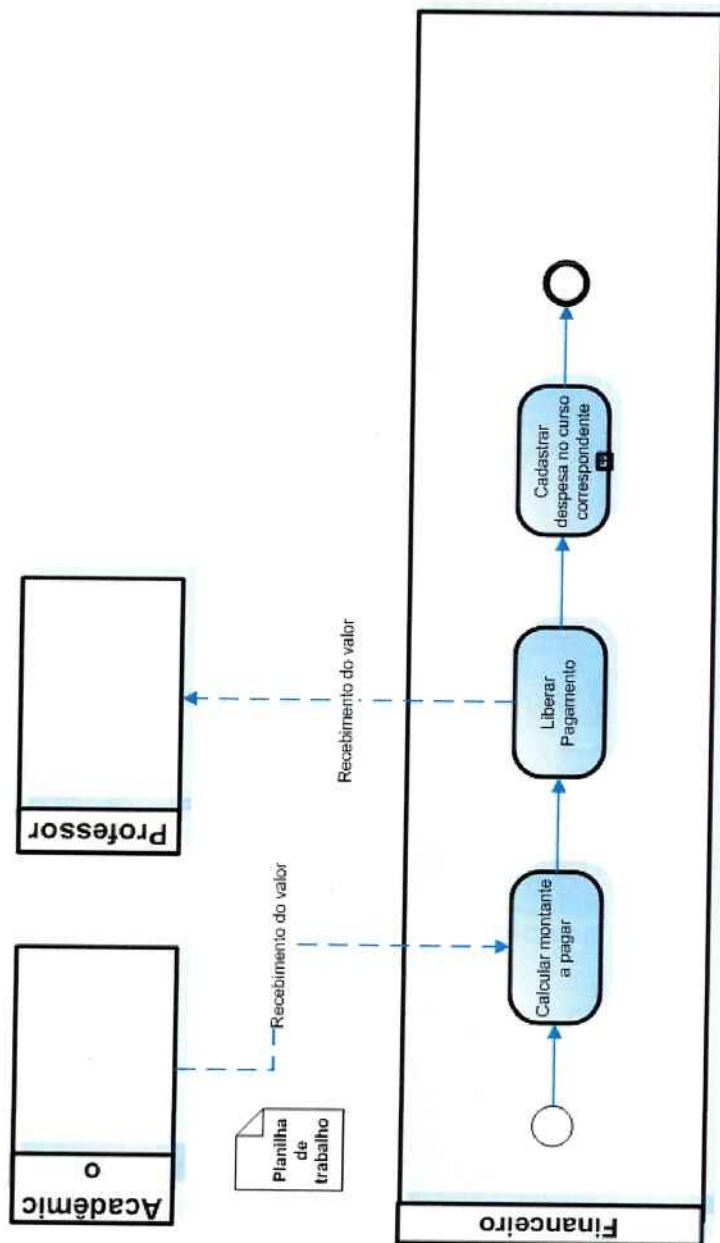 Acadêmic
o
Professor
Planilha
de
trabalho
Recebimento do valor
Recebimento do valor
Financeiro
Calcular montante
a pagar
Liberar
Pagamento
Cadastrar
despesa no curso
correspondente